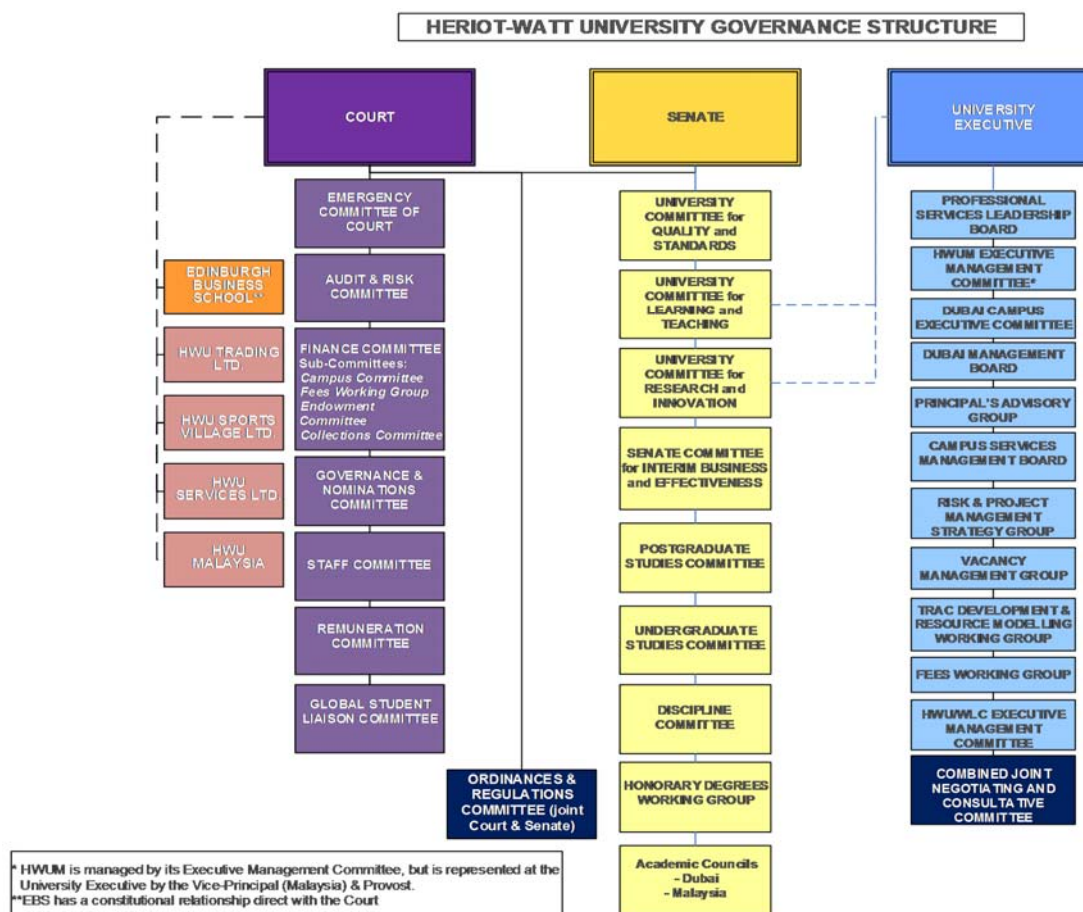 HERIOT-WATT UNIVERSITY GOVERNANCE STRUCTURE
COURT
SENATE
UNIVERSITY
EXECUTIVE
EDINBURGH
BUSINESS
SCHOOL**
HWU TRADING
LTD.
HWU SPORTS
VILLAGE LTD.
HWU
SERVICES LTD.
HWU
MALAYSIA
EMERGENCY
COMMITTEE OF
COURT
AUDIT & RISK
COMMITTEE
FINANCE COMMITTEE
Sub-Committees:
Campus Committee
Fees Working Group
Endowment
Committee
Collections Committee
GOVERNANCE &
NOMINATIONS
COMMITTEE
STAFF COMMITTEE
REMUNERATION
COMMITTEE
GLOBAL STUDENT
LIAISON COMMITTEE
ORDINANCES &
REGULATIONS
COMMITTEE (joint
Court & Senate)
UNIVERSITY
COMMITTEE for
QUALITY and
STANDARDS
UNIVERSITY
COMMITTEE for
LEARNING and
TEACHING
UNIVERSITY
COMMITTEE for
RESEARCH and
INNOVATION
SENATE COMMITTEE
for INTERIM BUSINESS
and EFFECTIVENESS
POSTGRADUATE
STUDIES COMMITTEE
UNDERGRADUATE
STUDIES COMMITTEE
DISCIPLINE
COMMITTEE
HONORARY DEGREES
WORKING GROUP
Academic Councils
- Dubai
- Malaysia
PROFESSIONAL
SERVICES LEADERSHIP
BOARD
HWUM EXECUTIVE
MANAGEMENT
COMMITTEE*
DUBAI CAMPUS
EXECUTIVE COMMITTEE
DUBAI MANAGEMENT
BOARD
PRINCIPAL'S ADVISORY
GROUP
CAMPUS SERVICES
MANAGEMENT BOARD
RISK & PROJECT
MANAGEMENT
STRATEGY GROUP
VACANCY
MANAGEMENT GROUP
TRAC DEVELOPMENT &
RESOURCE MODELLING
WORKING GROUP
FEES WORKING GROUP
HWU/WLC EXECUTIVE
MANAGEMENT
COMMITTEE
COMBINED JOINT
NEGOTIATING AND
CONSULTATIVE
COMMITTEE
* HWUM is managed by its Executive Management Committee, but is represented at the
University Executive by the Vice-Principal (Malaysia) & Provost.
**EBS has a constitutional relationship direct with the Court